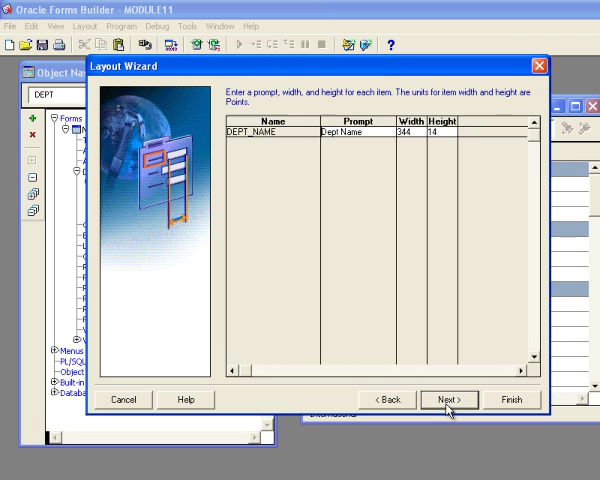 Oracle Forms Builder - MODULE11
File Edit View Layout Program Debug Tools Window Help
Object Nav
DEPT
Forms
Menus
PL/SQL
Object
Built-in
Databa
Layout Wizard
Enter a prompt, width, and height for each item. The units for item width and height are
Points.
Name Prompt Width Height
DEPT_NAME Dept Name 344 14
Cancel Help < Back Next > Finish
International